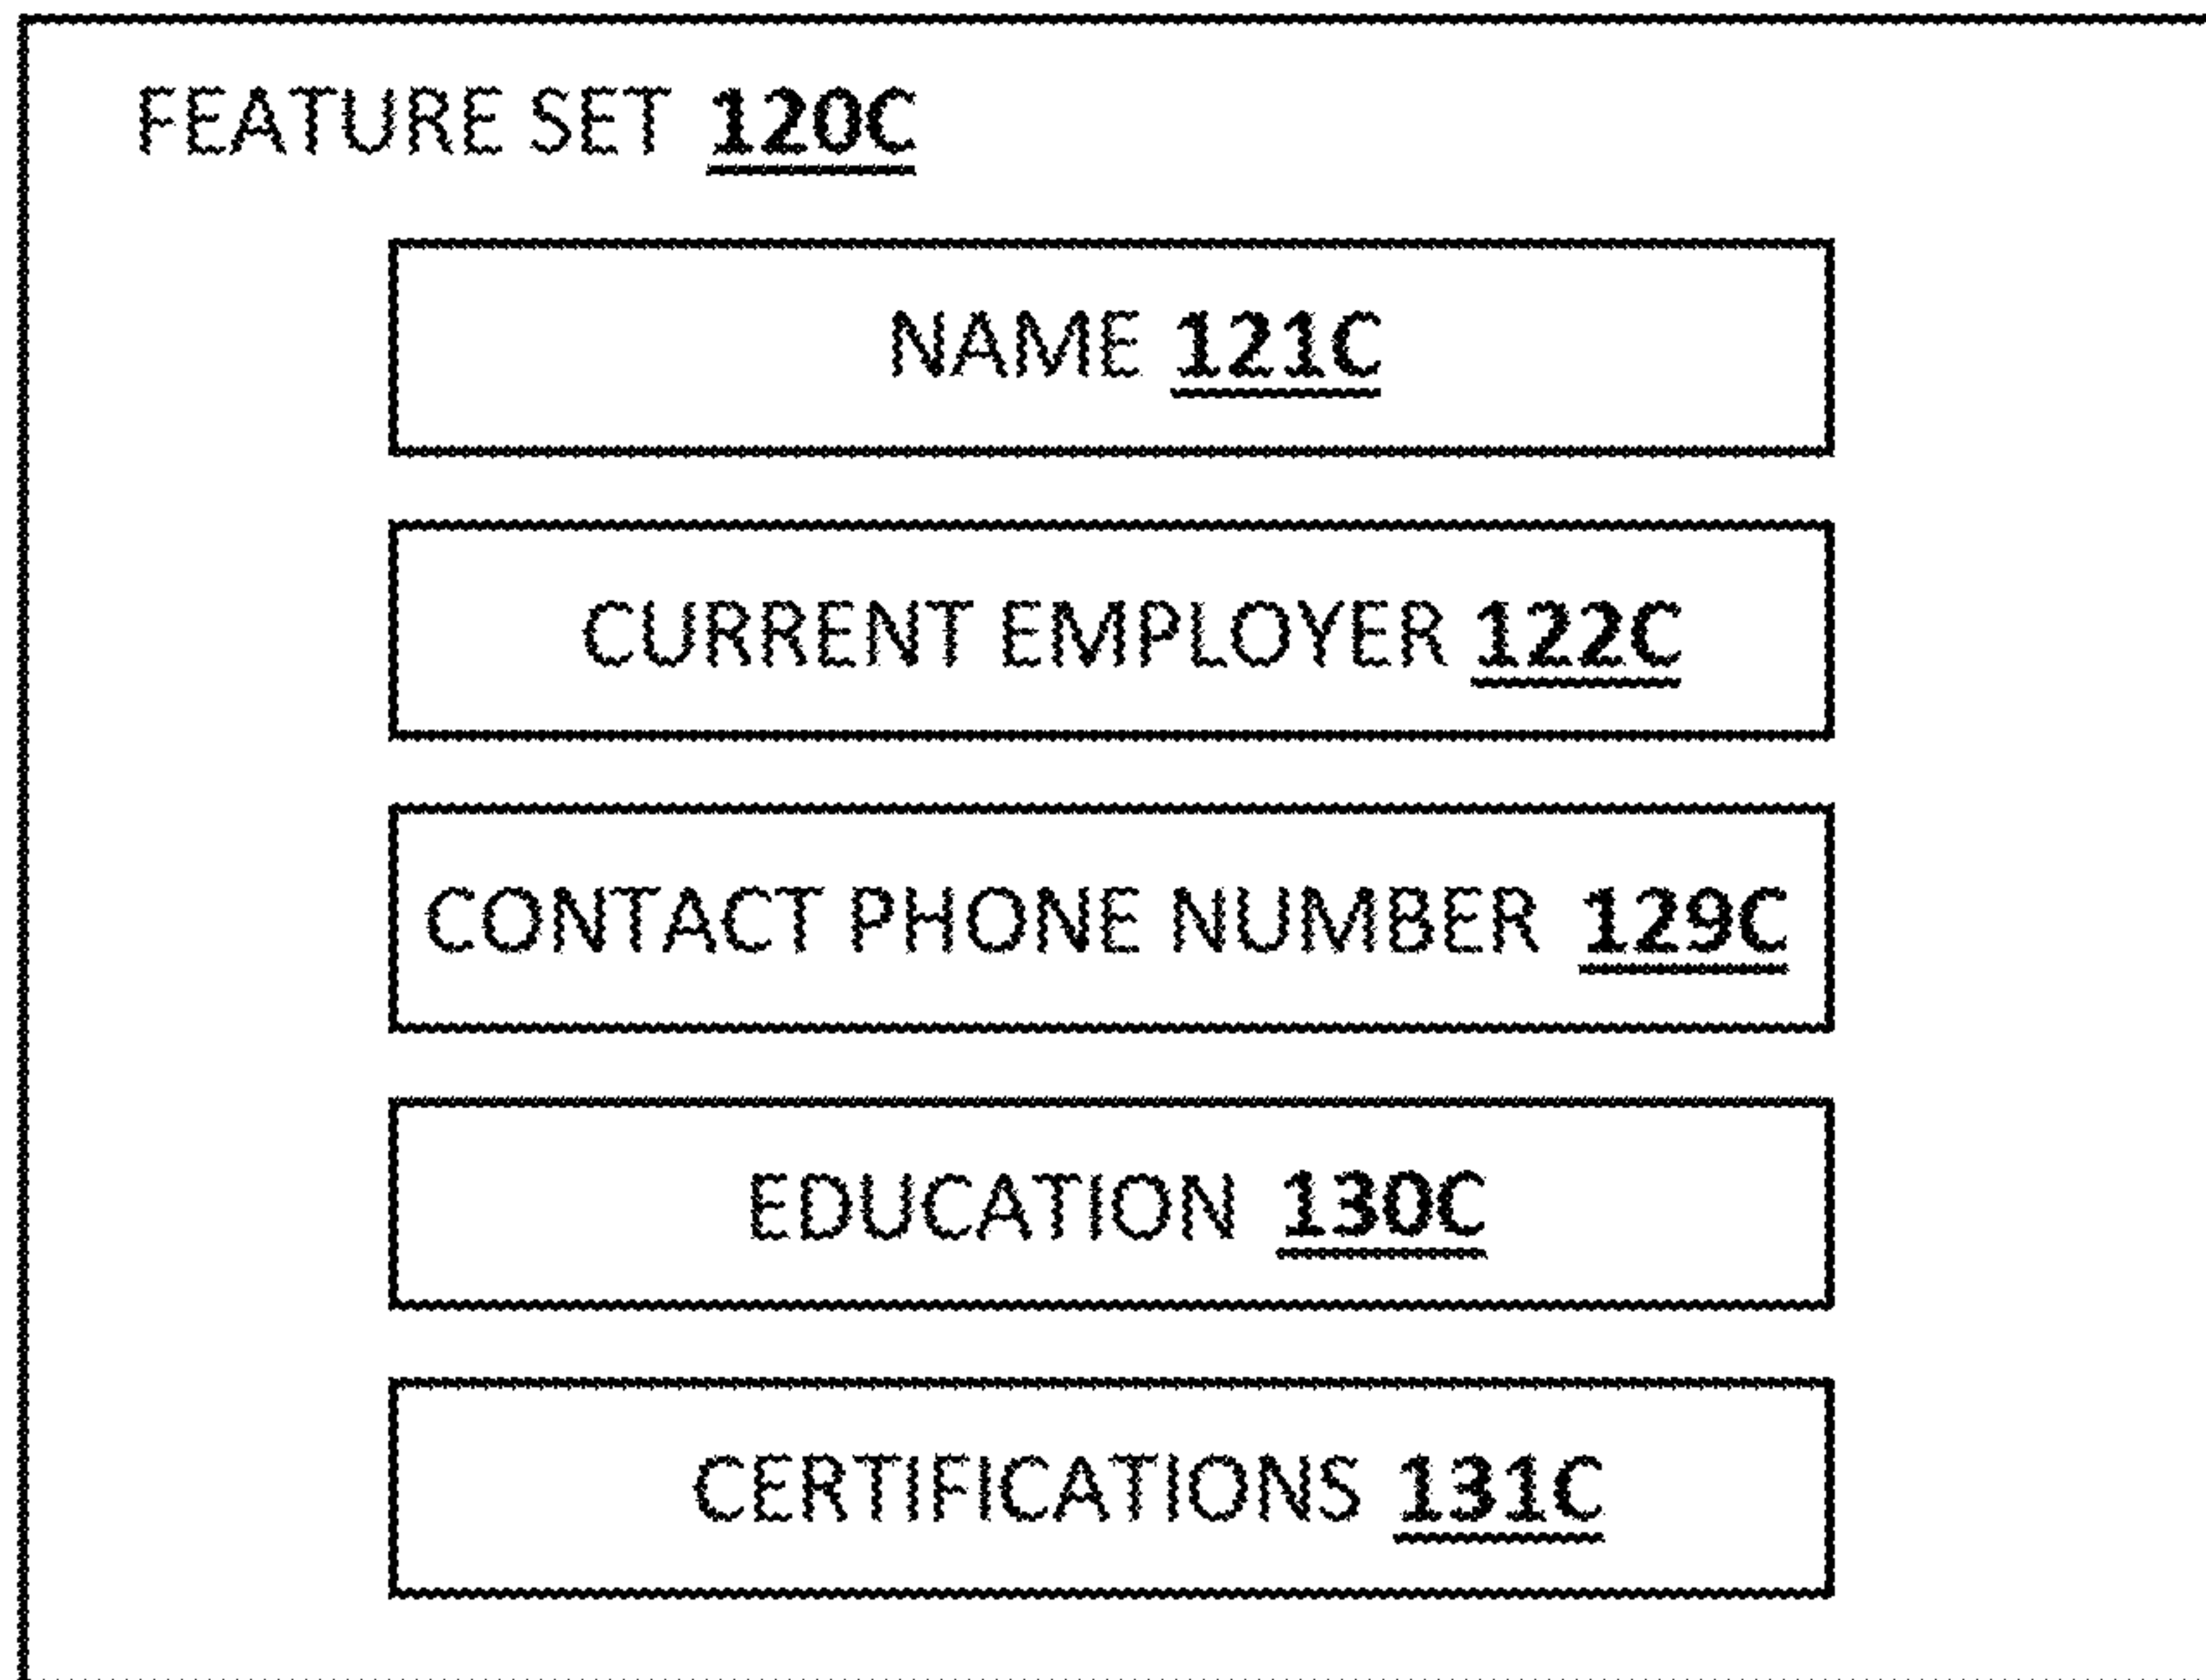 FEATURE SET 120C
NAME 121C
CURRENT EMPLOYER 122C
CONTACT PHONE NUMBER 129C
EDUCATION 130C
CERTIFICATIONS 131C